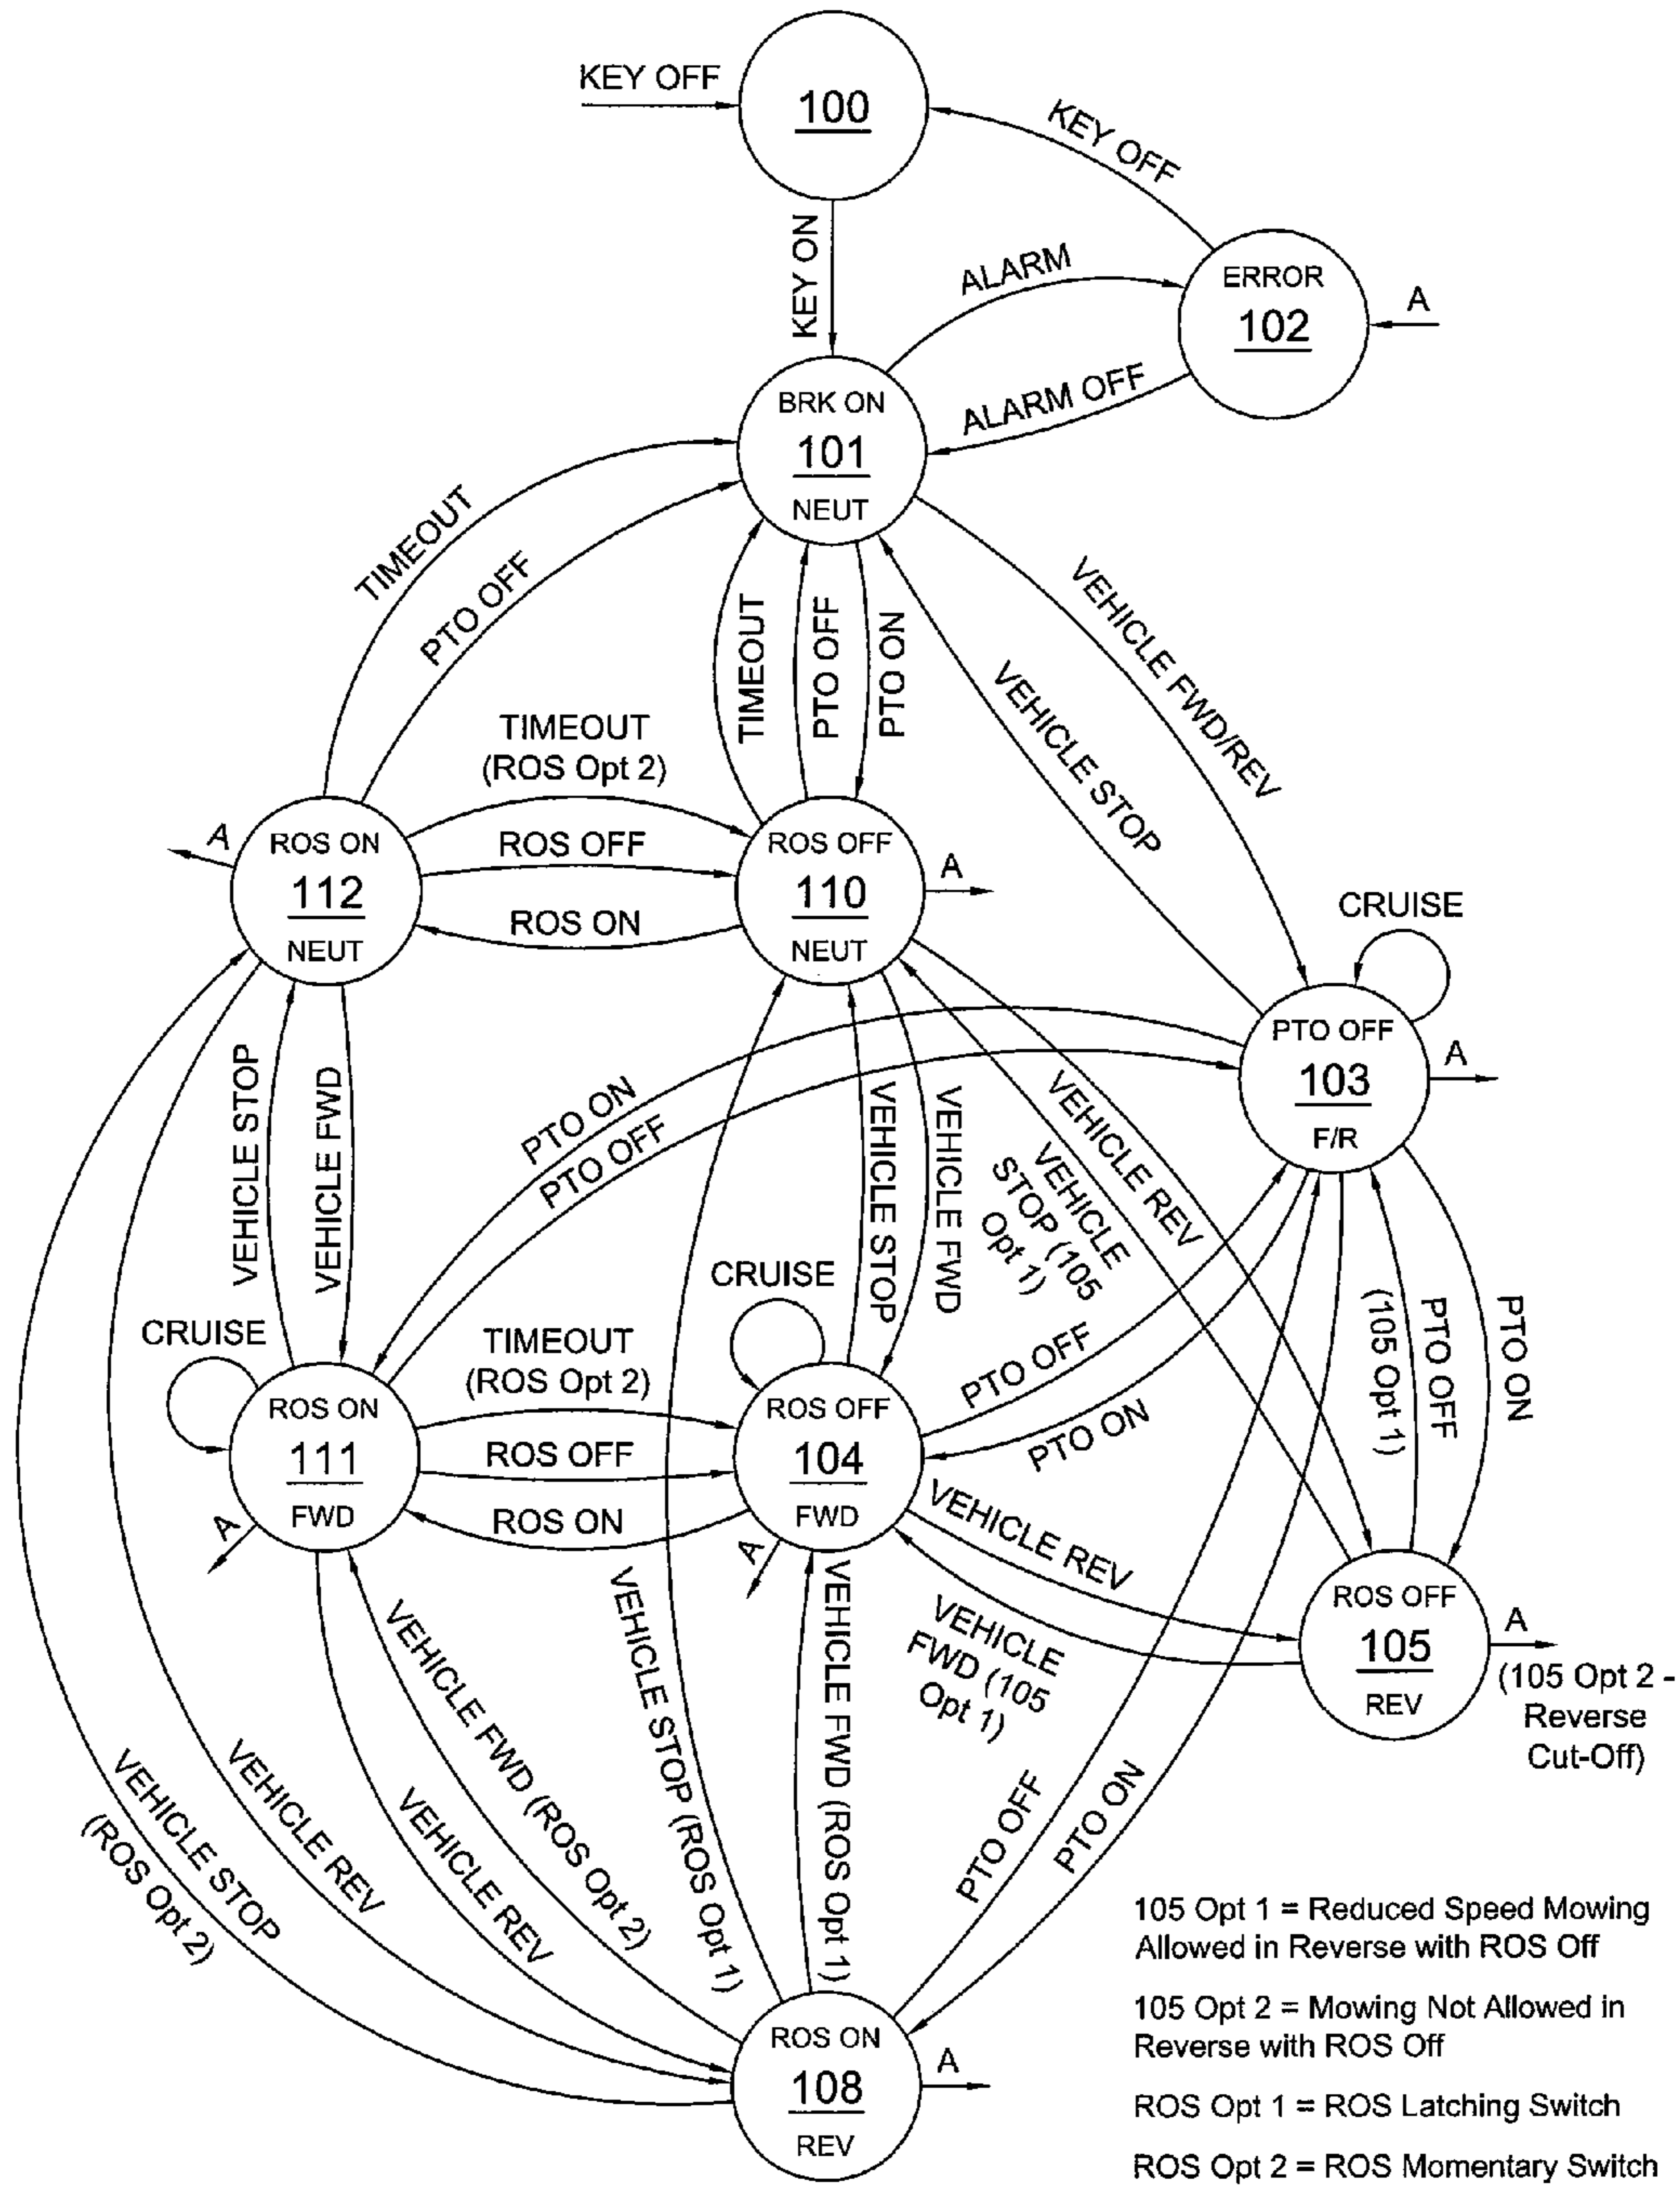 KEY OFF
100
KEY OFF
KEY ON
ALARM
ERROR
102
A
ALARM OFF
BRK ON
101
NEUT
TIMEOUT
PTO OFF
TIMEOUT
PTO OFF
PTO ON
VEHICLE FWD/REV
VEHICLE STOP
TIMEOUT
(ROS Opt 2)
A
ROS ON
112
NEUT
ROS OFF
ROS ON
ROS OFF
110
NEUT
A
CRUISE
PTO OFF
103
F/R
A
VEHICLE STOP
VEHICLE FWD
PTO ON
PTO OFF
VEHICLE STOP
VEHICLE FWD
VEHICLE REV
VEHICLE
STOP (105
Opt 1)
CRUISE
CRUISE
TIMEOUT
(ROS Opt 2)
PTO OFF
PTO ON
PTO OFF
(105 Opt 1)
PTO ON
ROS ON
111
FWD
A
ROS OFF
ROS ON
ROS OFF
104
FWD
A
VEHICLE REV
VEHICLE
FWD (105
Opt 1)
ROS OFF
105
REV
A
(105 Opt 2 -
Reverse
Cut-Off)
VEHICLE STOP
(ROS Opt 2)
VEHICLE REV
VEHICLE REV
VEHICLE FWD (ROS Opt 2)
VEHICLE STOP (ROS Opt 1)
VEHICLE FWD (ROS Opt 1)
PTO OFF
PTO ON
ROS ON
108
REV
A
105 Opt 1 = Reduced Speed Mowing
Allowed in Reverse with ROS Off
105 Opt 2 = Mowing Not Allowed in
Reverse with ROS Off
ROS Opt 1 = ROS Latching Switch
ROS Opt 2 = ROS Momentary Switch